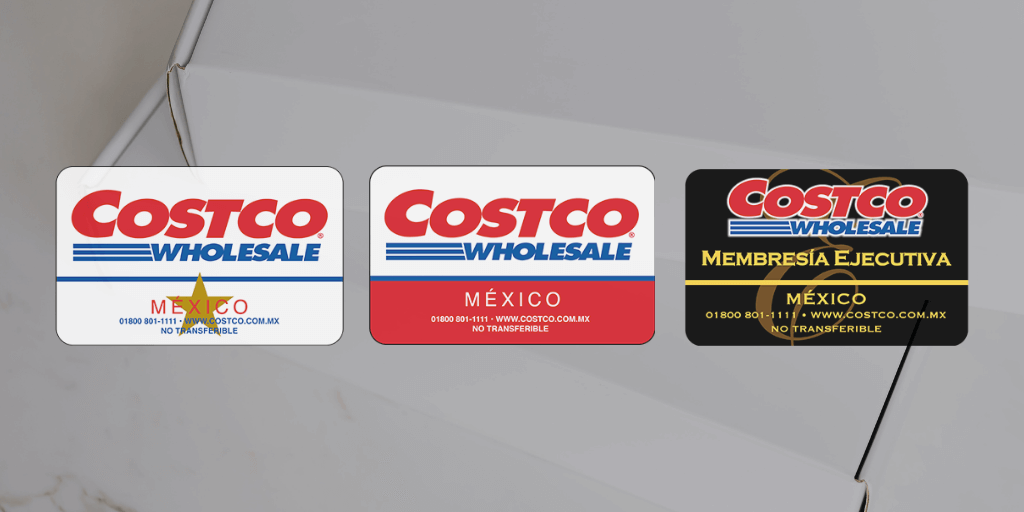 COSTCO
WHOLESALE
MÉXICO
01800 801-1111 • WWW.COSTCO.COM.MX
NO TRANSFERIBLE
COSTCO
WHOLESALE
MÉXICO
01800 801-1111 • WWW.COSTCO.COM.MX
NO TRANSFERIBLE
COSTCO
WHOLESALE
MEMBRESÍA EJECUTIVA
MÉXICO
01800 801-1111 • WWW.COSTCO.COM.MX
NO TRANSFERIBLE